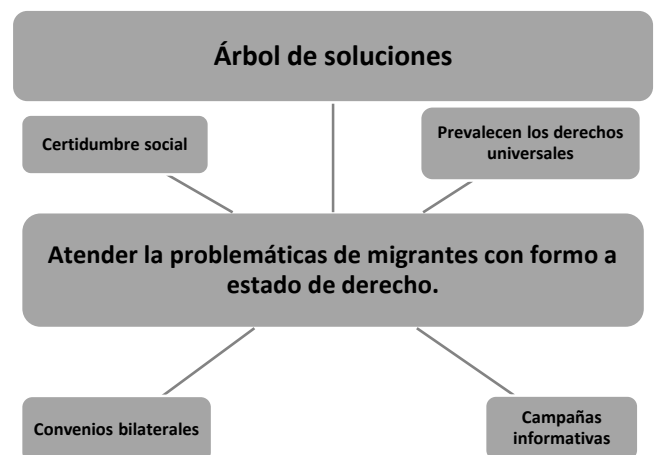 Árbol de soluciones
Certidumbre social
Prevalecen los derechos
universales
Atender la problemáticas de migrantes con formo a
estado de derecho.
Convenios bilaterales
Campañas
informativas